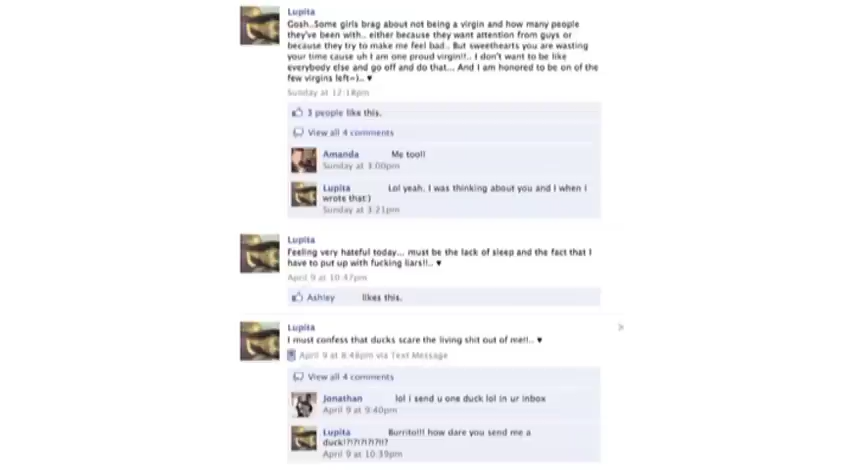 Lupita
Gosh..Some girls brag about not being a virgin and how many people
they've been with.. either because they want attention from guys or
because they try to make me feel bad.. But sweethearts you are wasting
your time cause uh I am one proud virgin!!.. I don't want to be like
everybody else and go off and do that... And I am honored to be on of the
few virgins left=).. ♥
Sunday at 12:18pm
3 people like this.
View all 4 comments
Amanda Me too!!
Sunday at 3:00pm
Lupita Lol yeah. I was thinking about you and I when I
wrote that:)
Sunday at 3:21pm
Lupita
Feeling very hateful today... must be the lack of sleep and the fact that I
have to put up with fucking liars!!.. ♥
April 9 at 10:47pm
Ashley likes this.
Lupita
I must confess that ducks scare the living shit out of me!!.. ♥
April 9 at 8:48pm via Text Message
View all 4 comments
Jonathan lol i send u one duck lol in ur inbox
April 9 at 9:40pm
Lupita Burrito!!! how dare you send me a
duck!?!?!?!?!!?
April 9 at 10:39pm